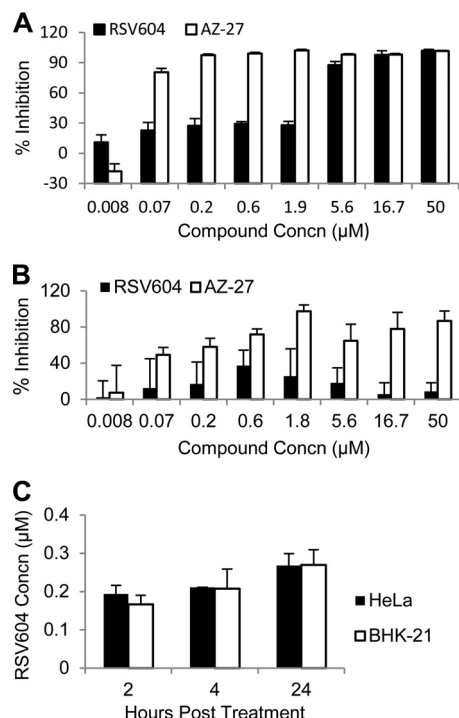 A
RSV604 AZ-27
% Inhibition
120
90
60
30
0
-30
0.008 0.07 0.2 0.6 1.9 5.6 16.7 50
Compound Concn (µM)
B
RSV604 AZ-27
% Inhibition
120
80
40
0
0.008 0.07 0.2 0.6 1.8 5.6 16.7 50
Compound Concn (µM)
C
RSV604 Concn (µM)
0.4
0.3
0.2
0.1
0
HeLa
BHK-21
2 4 24
Hours Post Treatment